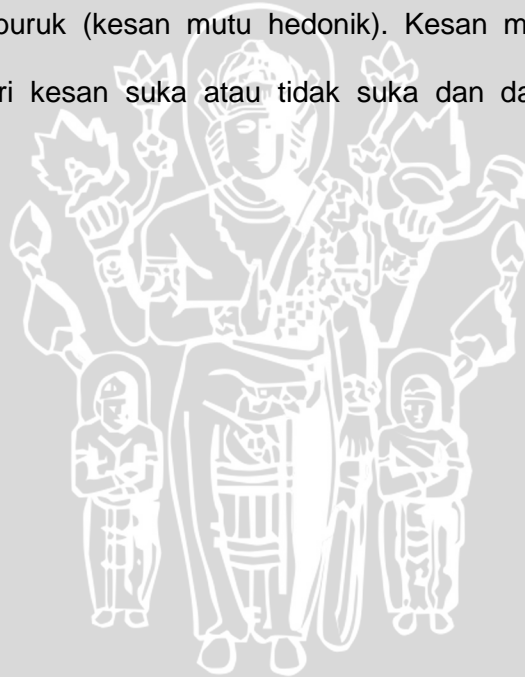 buruk (kesan mutu hedonik). Kesan m
ri kesan suka atau tidak suka dan da